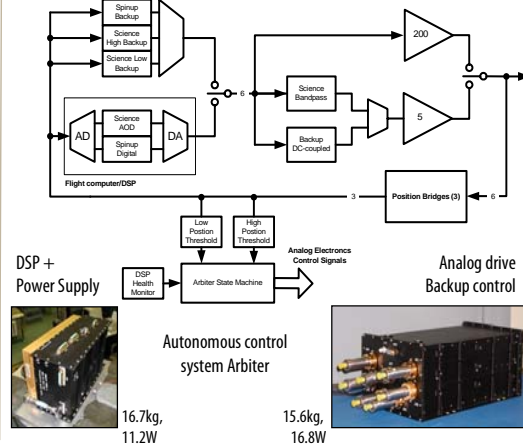 Spinup
Backup
Science
High Backup
Science Low
Backup
200
6
Science
Bandpass
AD
Science
AOD
DA
5
Spinup
Digital
Backup
DC-coupled
Flight computer/DSP
3
Position Bridges (3)
6
Low
Postion
Threshold
High
Postion
Threshold
Analog Electroncs
Control Signals
DSP +
Power Supply
DSP
Health
Monitor
Arbiter State Machine
Analog drive
Backup control
Autonomous control
system Arbiter
16.7kg,
11.2W
15.6kg,
16.8W